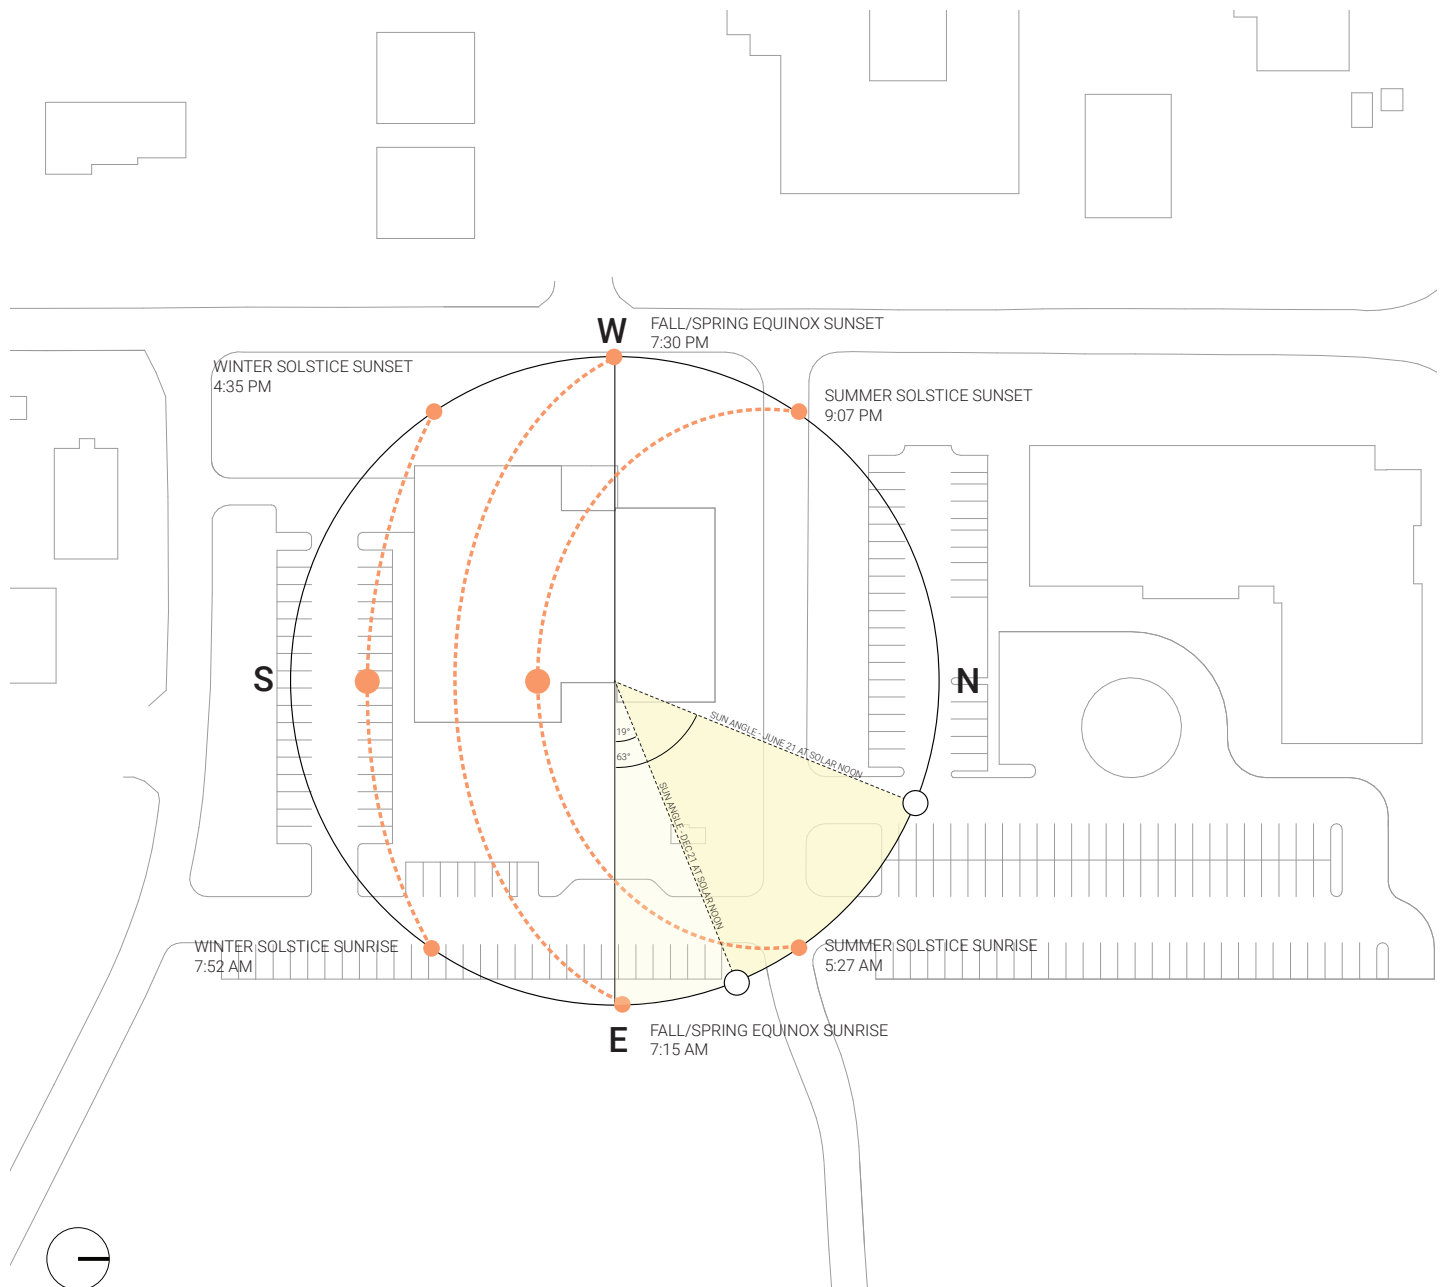 W
FALL/SPRING EQUINOX SUNSET
7:30 PM
WINTER SOLSTICE SUNSET
4:35 PM
SUMMER SOLSTICE SUNSET
9:07 PM
S
N
SUN ANGLE - JUNE 21 AT SOLAR NOON
19°
63°
SUN ANGLE - DEC 21 AT SOLAR NOON
WINTER SOLSTICE SUNRISE
7:52 AM
SUMMER SOLSTICE SUNRISE
5:27 AM
E
FALL/SPRING EQUINOX SUNRISE
7:15 AM